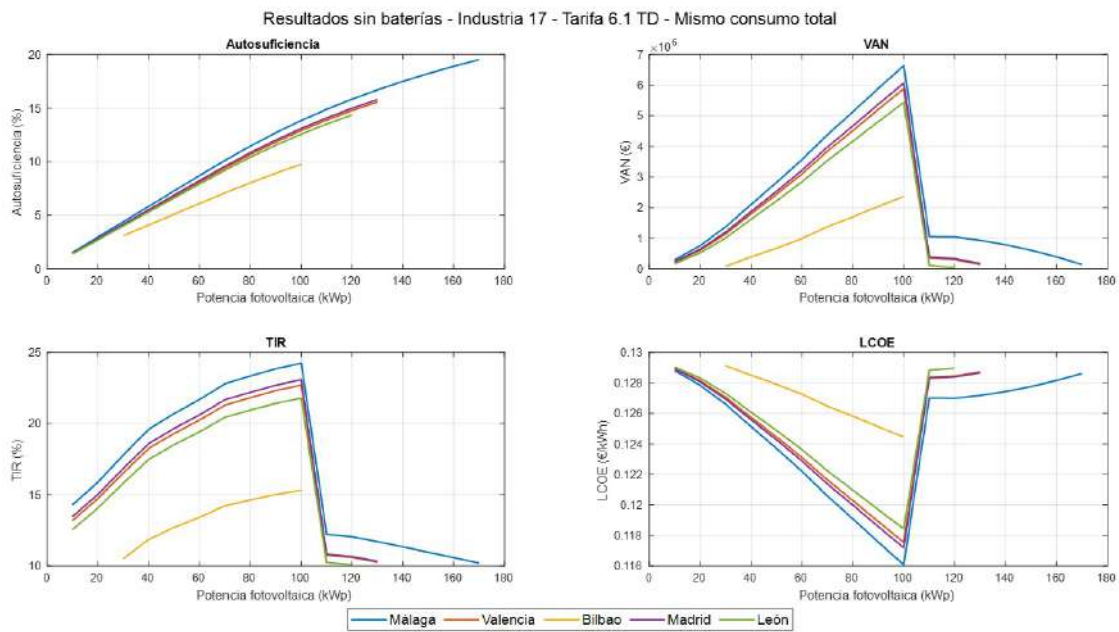 Resultados sin baterías - Industria 17 - Tarifa 6.1 TD - Mismo consumo total
Autosuficiencia
20
15
10
5
0
0 20 40 60 80 100 120 140 160 180
Autosuficiencia (%)
Potencia fotovoltaica (kWp)
VAN
×10⁶
7
6
5
4
3
2
1
0
0 20 40 60 80 100 120 140 160 180
VAN (€)
Potencia fotovoltaica (kWp)
TIR
25
20
15
10
0 20 40 60 80 100 120 140 160 180
TIR (%)
Potencia fotovoltaica (kWp)
LCOE
0.13
0.128
0.126
0.124
0.122
0.12
0.118
0.116
0 20 40 60 80 100 120 140 160 180
LCOE (€/kWh)
Potencia fotovoltaica (kWp)
Málaga Valencia Bilbao Madrid León